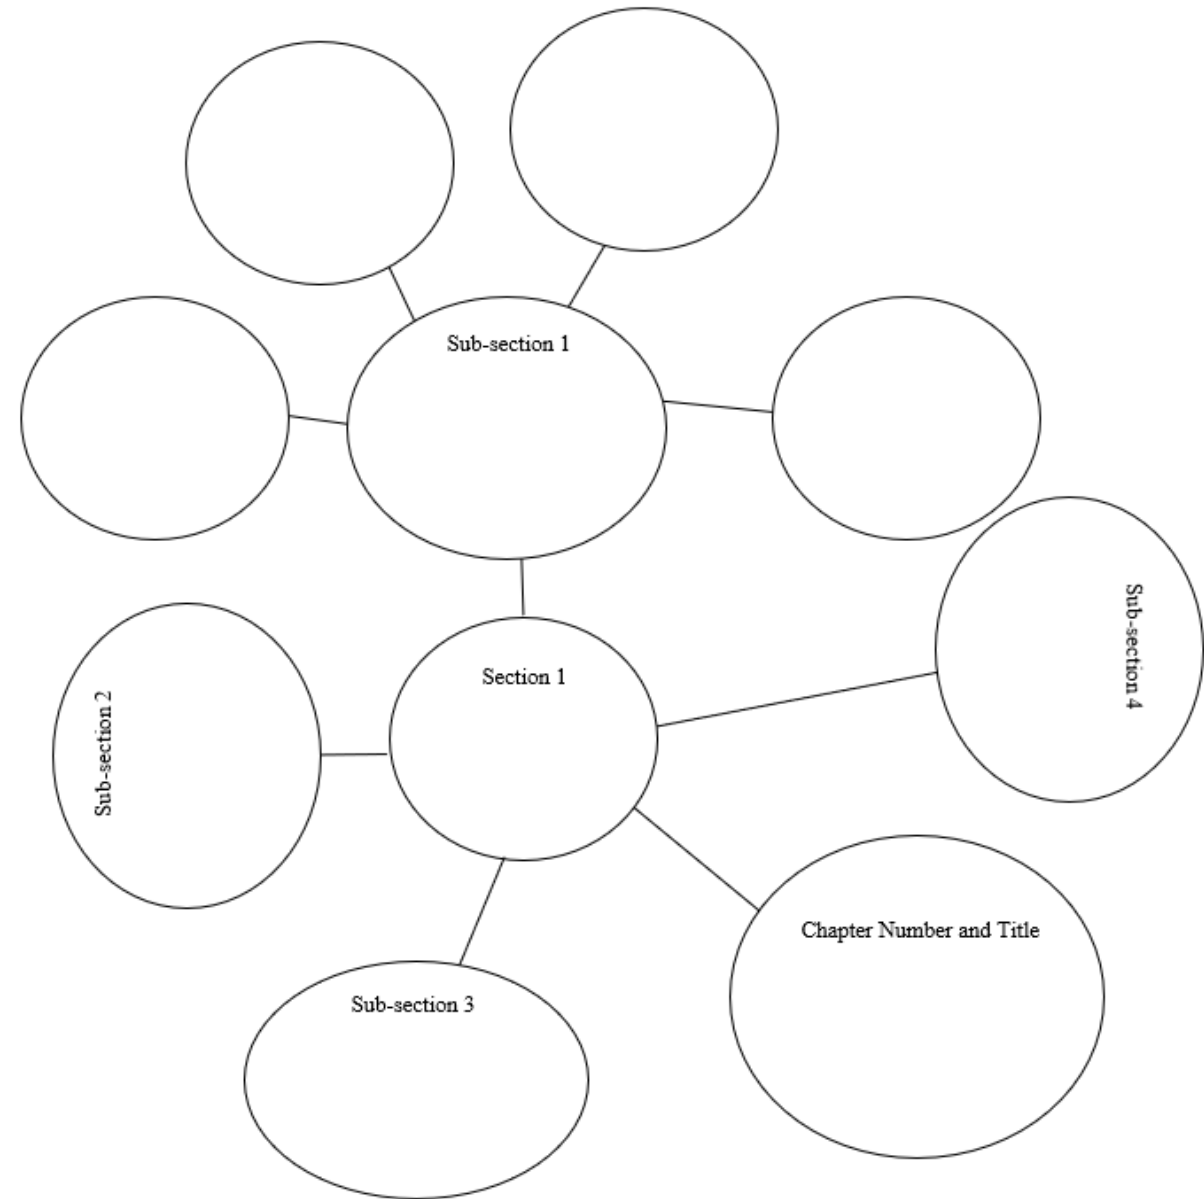 Sub-section 1
Sub-section 4
Section 1
Sub-section 2
Chapter Number and Title
Sub-section 3